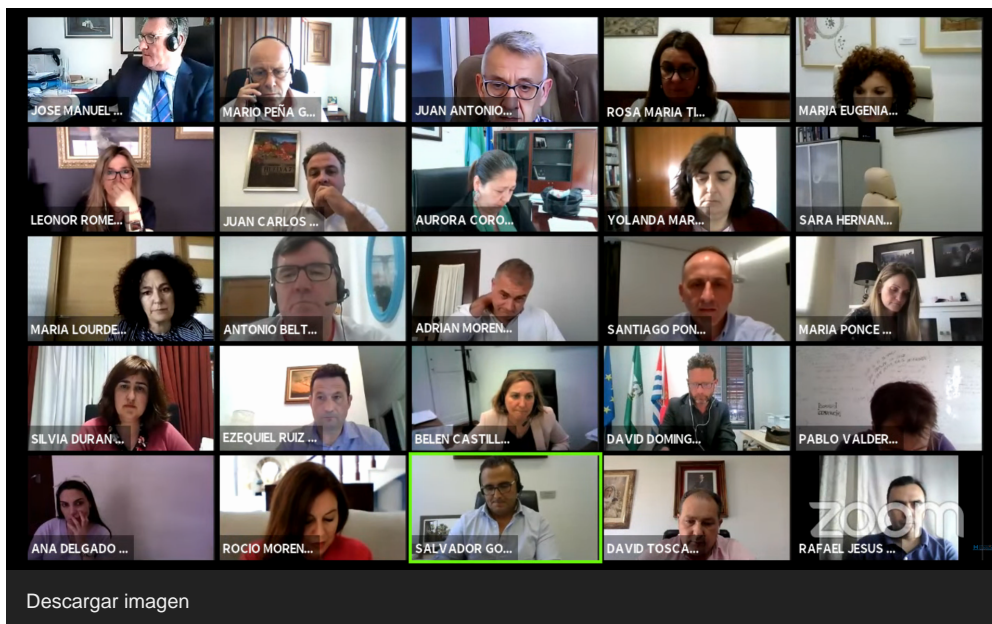 JOSE MANUEL ...
MARIO PEÑA G...
JUAN ANTONIO...
ROSA MARIA TI...
MARIA EUGENIA...
LEONOR ROME...
JUAN CARLOS ...
AURORA CORO...
YOLANDA MAR...
SARA HERNAN...
MARIA LOURDE...
ANTONIO BELT...
ADRIAN MOREN...
SANTIAGO PON...
MARIA PONCE ...
SILVIA DURAN ...
EZEQUIEL RUIZ ...
BELEN CASTILL...
DAVID DOMING...
PABLO VALDER...
ANA DELGADO ...
ROCIO MOREN...
SALVADOR GO...
DAVID TOSCA...
RAFAEL JESUS ...
zoom
Descargar imagen